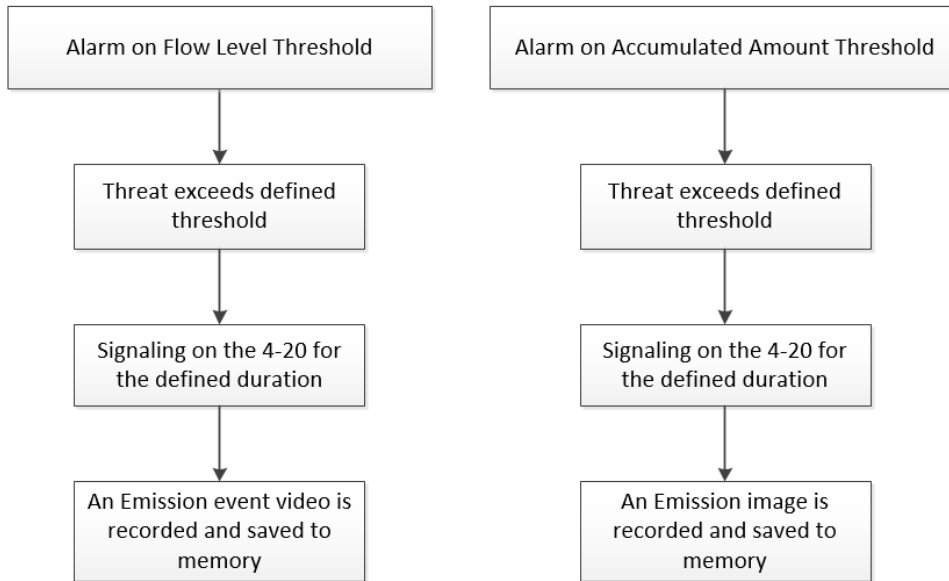 Alarm on Flow Level Threshold
Threat exceeds defined
threshold
Signaling on the 4-20 for
the defined duration
An Emission event video is
recorded and saved to
memory
Alarm on Accumulated Amount Threshold
Threat exceeds defined
threshold
Signaling on the 4-20 for
the defined duration
An Emission image is
recorded and saved to
memory